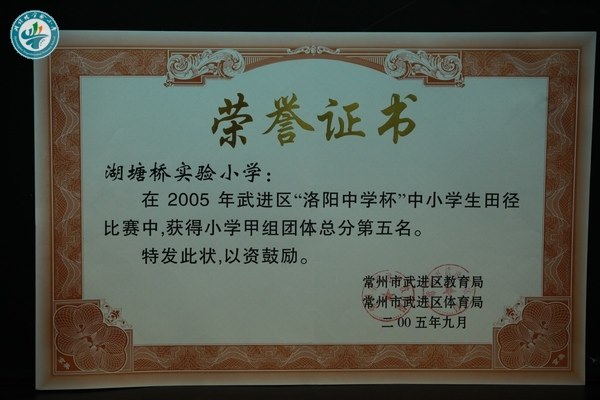 荣誉证书
湖塘桥实验小学：
在 2005 年武进区“洛阳中学杯”中小学生田径
比赛中,获得小学甲组团体总分第五名。
特发此状,以资鼓励。
常州市武进区教育局
常州市武进区体育局
二00五年九月